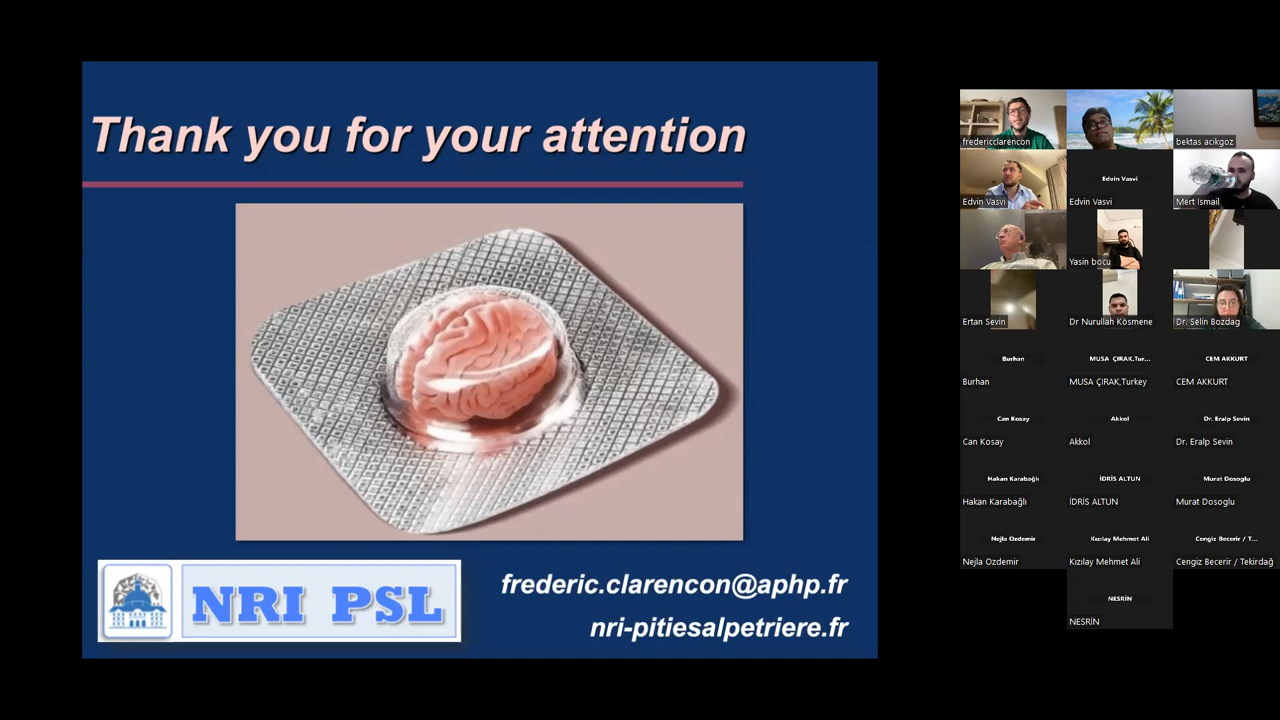 Thank you for your attention
NRI PSL
frederic.clarencon@aphp.fr
nri-pitiesalpetriere.fr
fredericclarencon
bektas acikgoz
Edvin Vasvi
Edvin Vasvi
Edvin Vasvi
Mert Ismail
Yasin bocu
Ertan Sevin
Dr Nurullah Kösmene
Dr. Selin Bozdag
Burhan
Burhan
MUSA ÇIRAK,Tur...
MUSA ÇIRAK,Turkey
CEM AKKURT
CEM AKKURT
Can Kosay
Can Kosay
Akkol
Akkol
Dr. Eralp Sevin
Dr. Eralp Sevin
Hakan Karabağlı
Hakan Karabağlı
İDRİS ALTUN
İDRİS ALTUN
Murat Dosoglu
Murat Dosoglu
Nejla Ozdemir
Nejla Ozdemir
Kızılay Mehmet Ali
Kızılay Mehmet Ali
Cengiz Becerir / T...
Cengiz Becerir / Tekirdağ
NESRİN
NESRİN